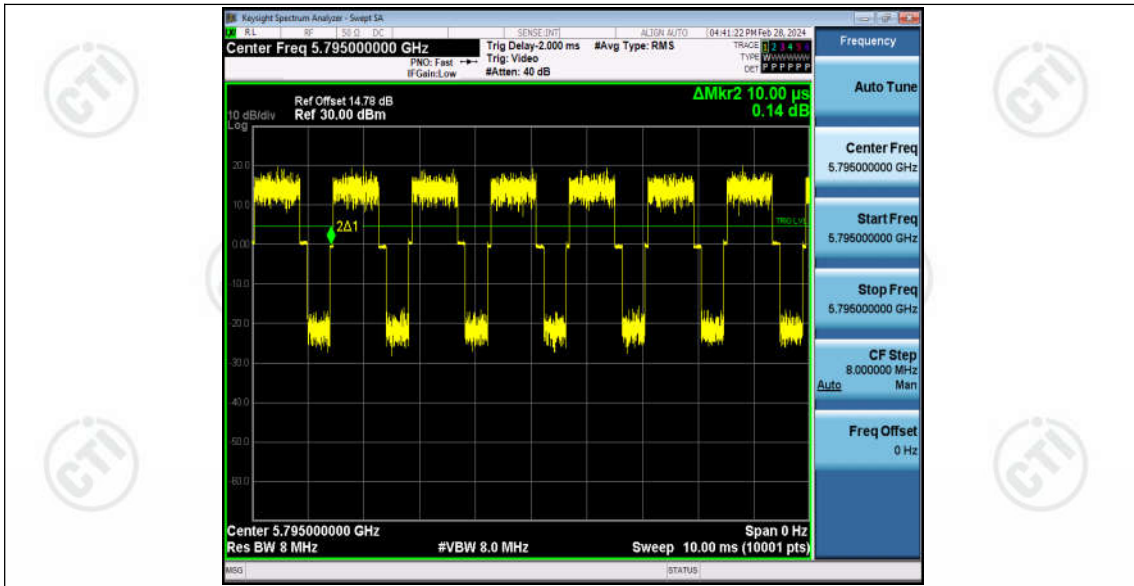 Keysight Spectrum Analyzer - Swept SA
RL RF 50 Ω DC SENSE:INT ALIGN AUTO 04:41:22 PM Feb 28, 2024
Center Freq 5.795000000 GHz
PNO: Fast
IFGain:Low
Trig Delay-2.000 ms
Trig: Video
#Atten: 40 dB
#Avg Type: RMS
TRACE 1 2 3 4 5 6
TYPE WWWWWW
DET P P P P P P
Ref Offset 14.78 dB
10 dB/div Ref 30.00 dBm
Log
ΔMkr2 10.00 µs
0.14 dB
20.0
10.0
0.00
-10.0
-20.0
-30.0
-40.0
-50.0
-60.0
2Δ1
TRIG LVL
Center 5.795000000 GHz
Span 0 Hz
Res BW 8 MHz
#VBW 8.0 MHz
Sweep 10.00 ms (10001 pts)
MSG
STATUS
Frequency
Auto Tune
Center Freq
5.795000000 GHz
Start Freq
5.795000000 GHz
Stop Freq
5.795000000 GHz
CF Step
8.000000 MHz
Auto Man
Freq Offset
0 Hz
CTI
CTI
CTI
CTI